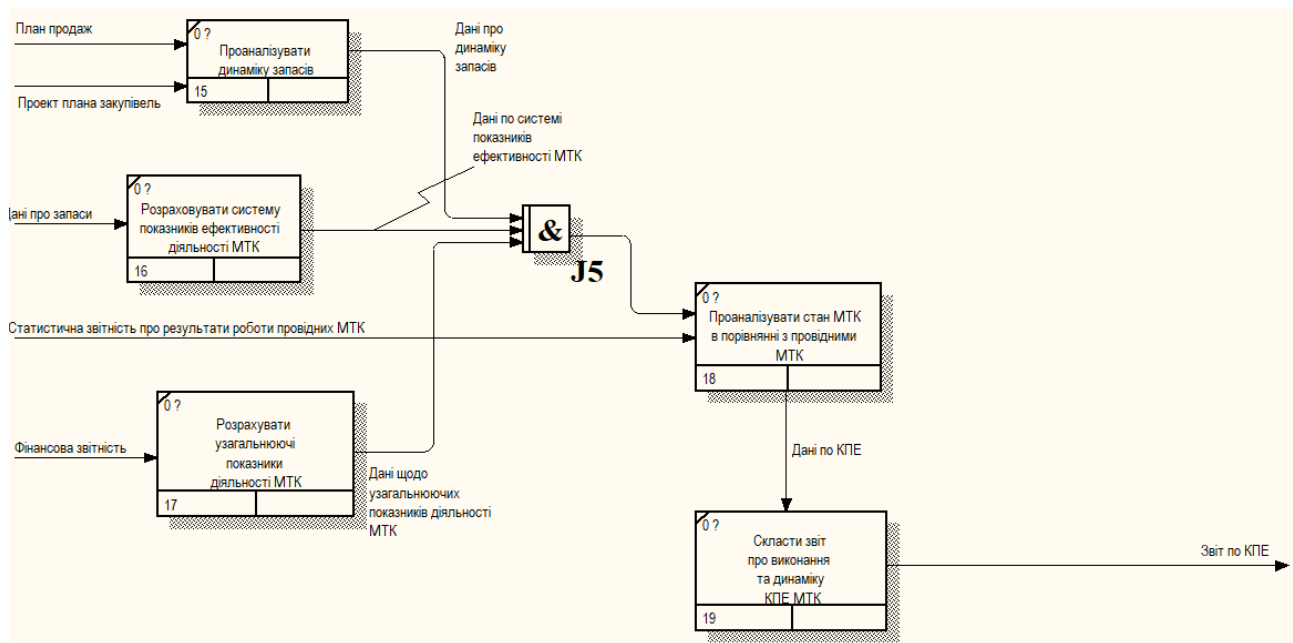 План продаж
0 ?
Проаналізувати
динаміку запасів
15
Проект плана закупівель
Дані про
динаміку
запасів
Дані по системі
показників
ефективності МТК
0 ?
Розраховувати систему
показників ефективності
діяльності МТК
16
Дані про запаси
&
J5
Статистична звітність про результати роботи провідних МТК
0 ?
Проаналізувати стан МТК
в порівнянні з провідними
МТК
18
0 ?
Розрахувати
узагальнюючі
показники
діяльності МТК
17
Фінансова звітність
Дані щодо
узагальнюючих
показників діяльності
МТК
Дані по КПЕ
0 ?
Скласти звіт
про виконання
та динаміку
КПЕ МТК
19
Звіт по КПЕ